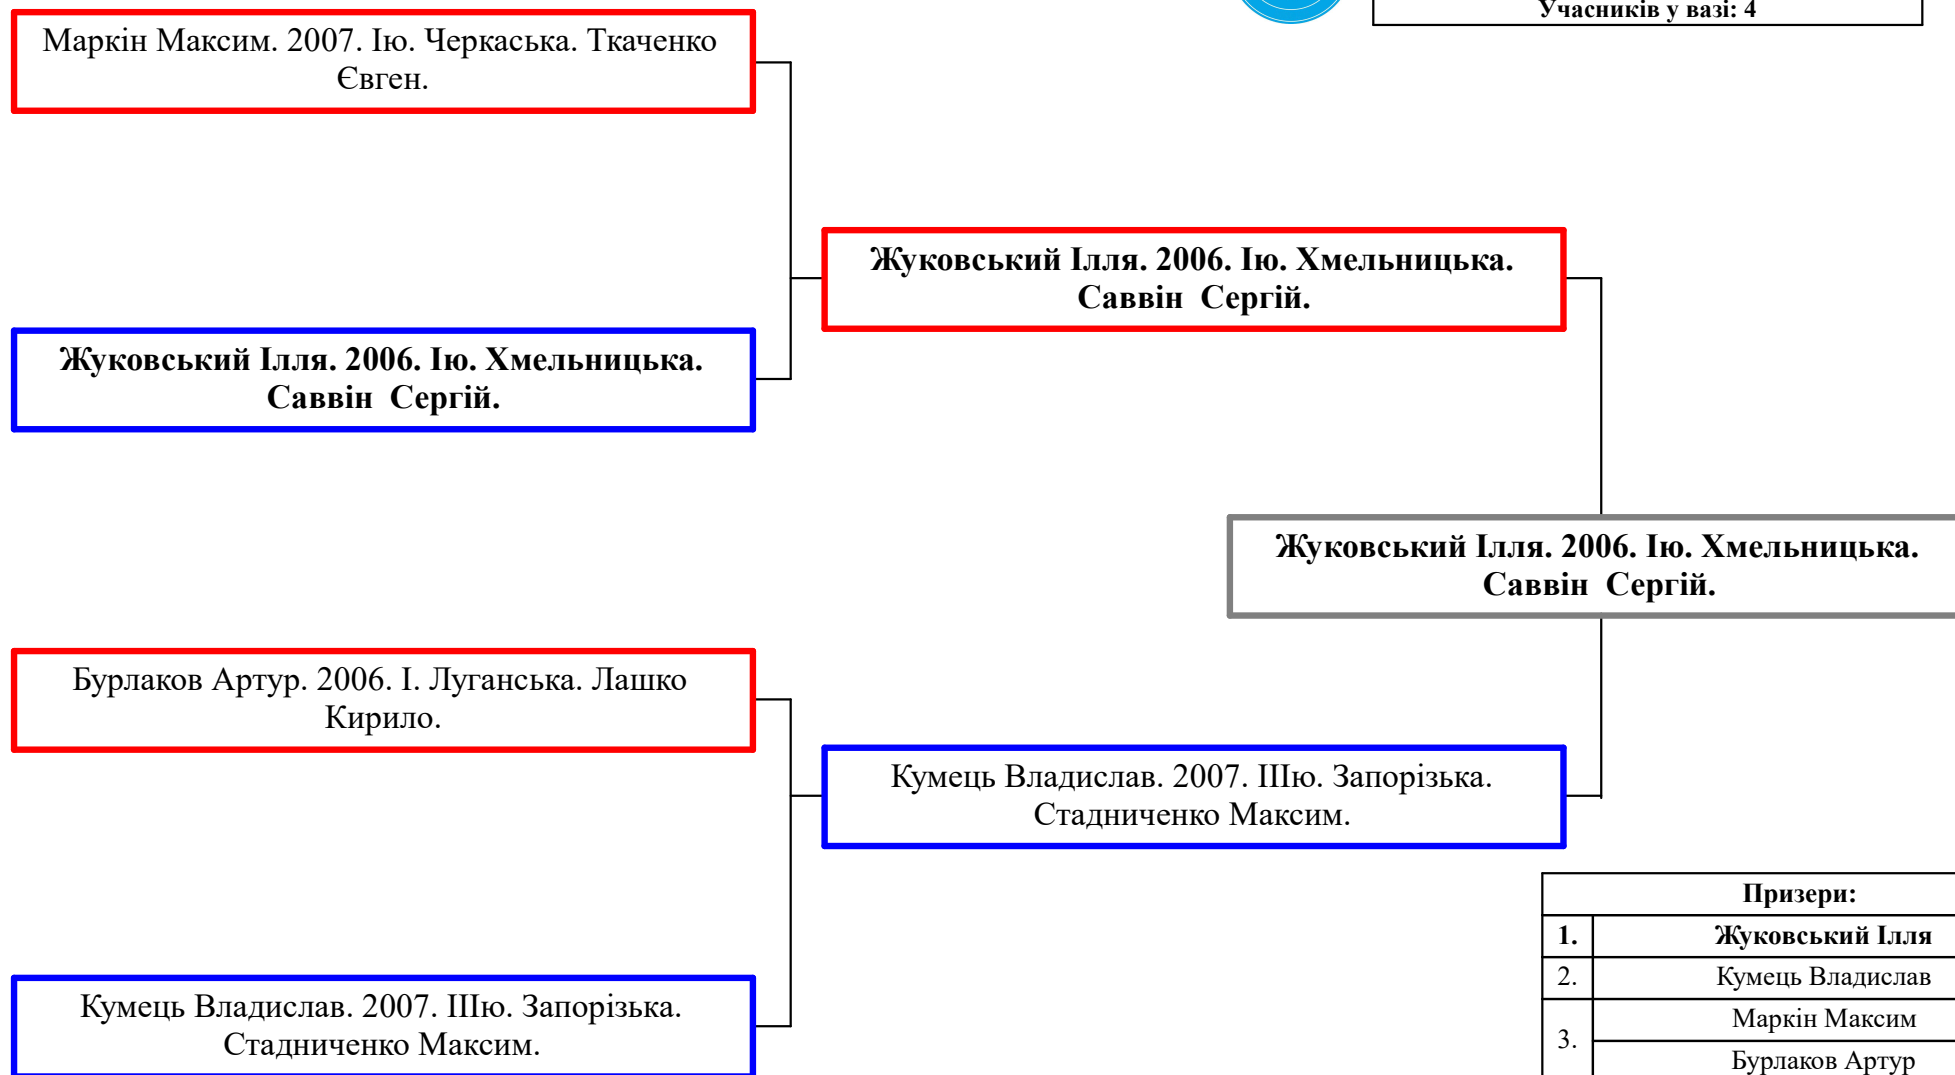 Учасників у вазі: 4
Маркін Максим. 2007. Ію. Черкаська. Ткаченко
Євген.
Жуковський Ілля. 2006. Ію. Хмельницька.
Саввін  Сергій.
Жуковський Ілля. 2006. Ію. Хмельницька.
Саввін  Сергій.
Жуковський Ілля. 2006. Ію. Хмельницька.
Саввін  Сергій.
Бурлаков Артур. 2006. І. Луганська. Лашко
Кирило.
Кумець Владислав. 2007. ІІІю. Запорізька.
Стадниченко Максим.
Кумець Владислав. 2007. ІІІю. Запорізька.
Стадниченко Максим.
Призери:
1. Жуковський Ілля
2. Кумець Владислав
3. Маркін Максим
Бурлаков Артур